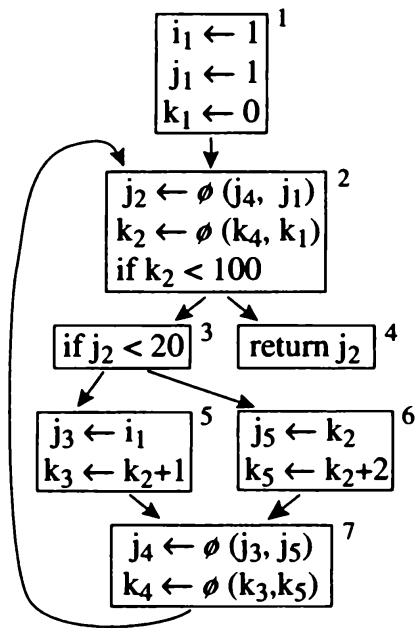 1
i₁ ← 1
j₁ ← 1
k₁ ← 0
2
j₂ ← ϕ (j₄, j₁)
k₂ ← ϕ (k₄, k₁)
if k₂ < 100
if j₂ < 20 3
return j₂ 4
5
j₃ ← i₁
k₃ ← k₂+1
6
j₅ ← k₂
k₅ ← k₂+2
7
j₄ ← ϕ (j₃, j₅)
k₄ ← ϕ (k₃,k₅)